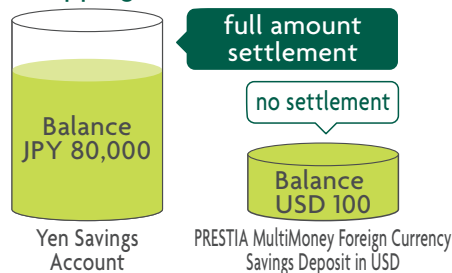 full amount
settlement
no settlement
Balance
JPY 80,000
Balance
USD 100
Yen Savings
Account
PRESTIA MultiMoney Foreign Currency
Savings Deposit in USD